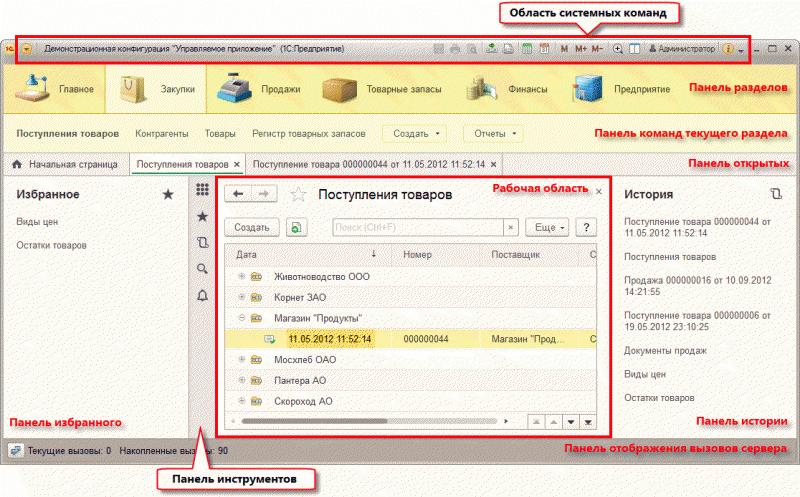 Область системных команд
Демонстрационная конфигурация "Управляемое приложение" (1С:Предприятие)
M M+ M- Администратор
Главное Закупки Продажи Товарные запасы Финансы Предприятие
Панель разделов
Поступления товаров Контрагенты Товары Регистр товарных запасов Создать Отчеты
Панель команд текущего раздела
Начальная страница Поступления товаров × Поступление товара 000000044 от 11.05.2012 11:52:14 ×
Панель открытых
Избранное
Виды цен
Остатки товаров
Панель избранного
Поступления товаров
Рабочая область
Создать Поиск (Ctrl+F) × Еще ?
Дата ↓ Номер Поставщик С
Животноводство ООО
Корнет ЗАО
Магазин "Продукты"
11.05.2012 11:52:14 000000044 Магазин "Прод... С
Мосхлеб ОАО
Пантера АО
Скороход АО
История
Поступление товара 000000044 от
11.05.2012 11:52:14
Поступления товаров
Продажа 000000016 от 10.09.2012
14:21:55
Поступление товара 000000006 от
19.05.2012 23:10:25
Документы продаж
Виды цен
Остатки товаров
Панель истории
Текущие вызовы: 0 Накопленные вызовы: 90
Панель отображения вызовов сервера
Панель инструментов